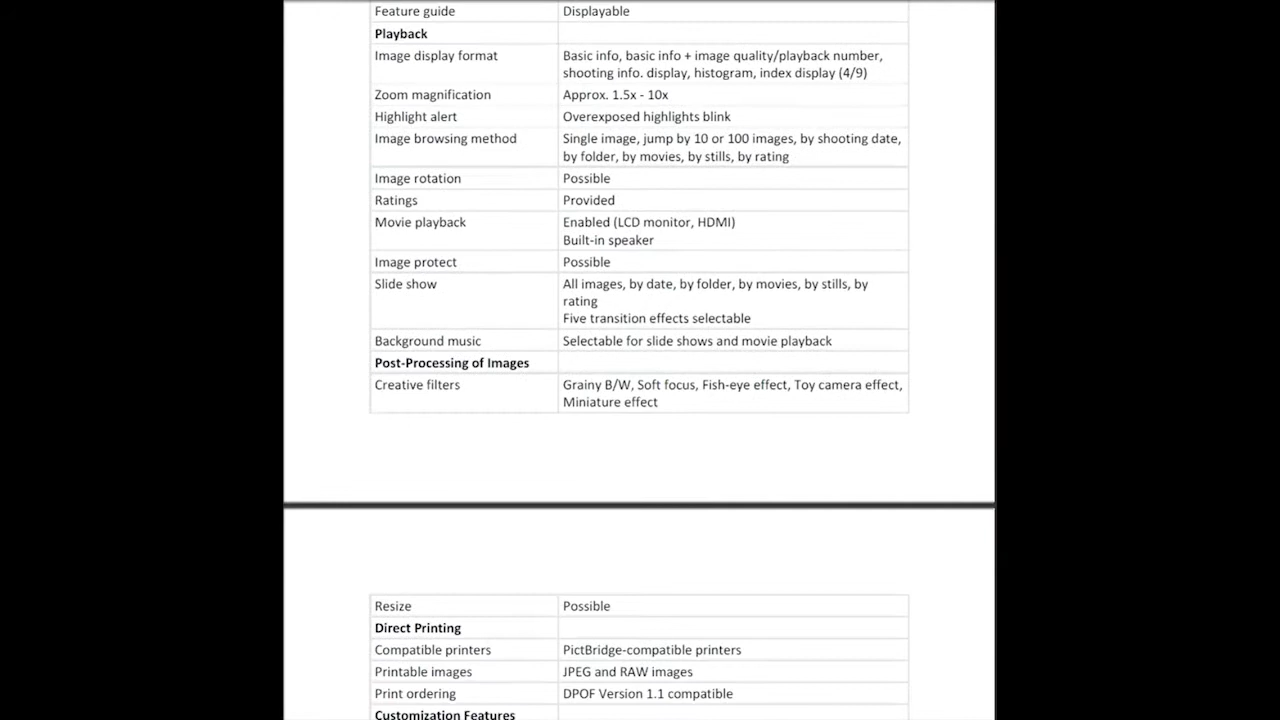 Feature guide Displayable
Playback
Image display format Basic info, basic info + image quality/playback number,
shooting info. display, histogram, index display (4/9)
Zoom magnification Approx. 1.5x - 10x
Highlight alert Overexposed highlights blink
Image browsing method Single image, jump by 10 or 100 images, by shooting date,
by folder, by movies, by stills, by rating
Image rotation Possible
Ratings Provided
Movie playback Enabled (LCD monitor, HDMI)
Built-in speaker
Image protect Possible
Slide show All images, by date, by folder, by movies, by stills, by
rating
Five transition effects selectable
Background music Selectable for slide shows and movie playback
Post-Processing of Images
Creative filters Grainy B/W, Soft focus, Fish-eye effect, Toy camera effect,
Miniature effect
Resize Possible
Direct Printing
Compatible printers PictBridge-compatible printers
Printable images JPEG and RAW images
Print ordering DPOF Version 1.1 compatible
Customization Features